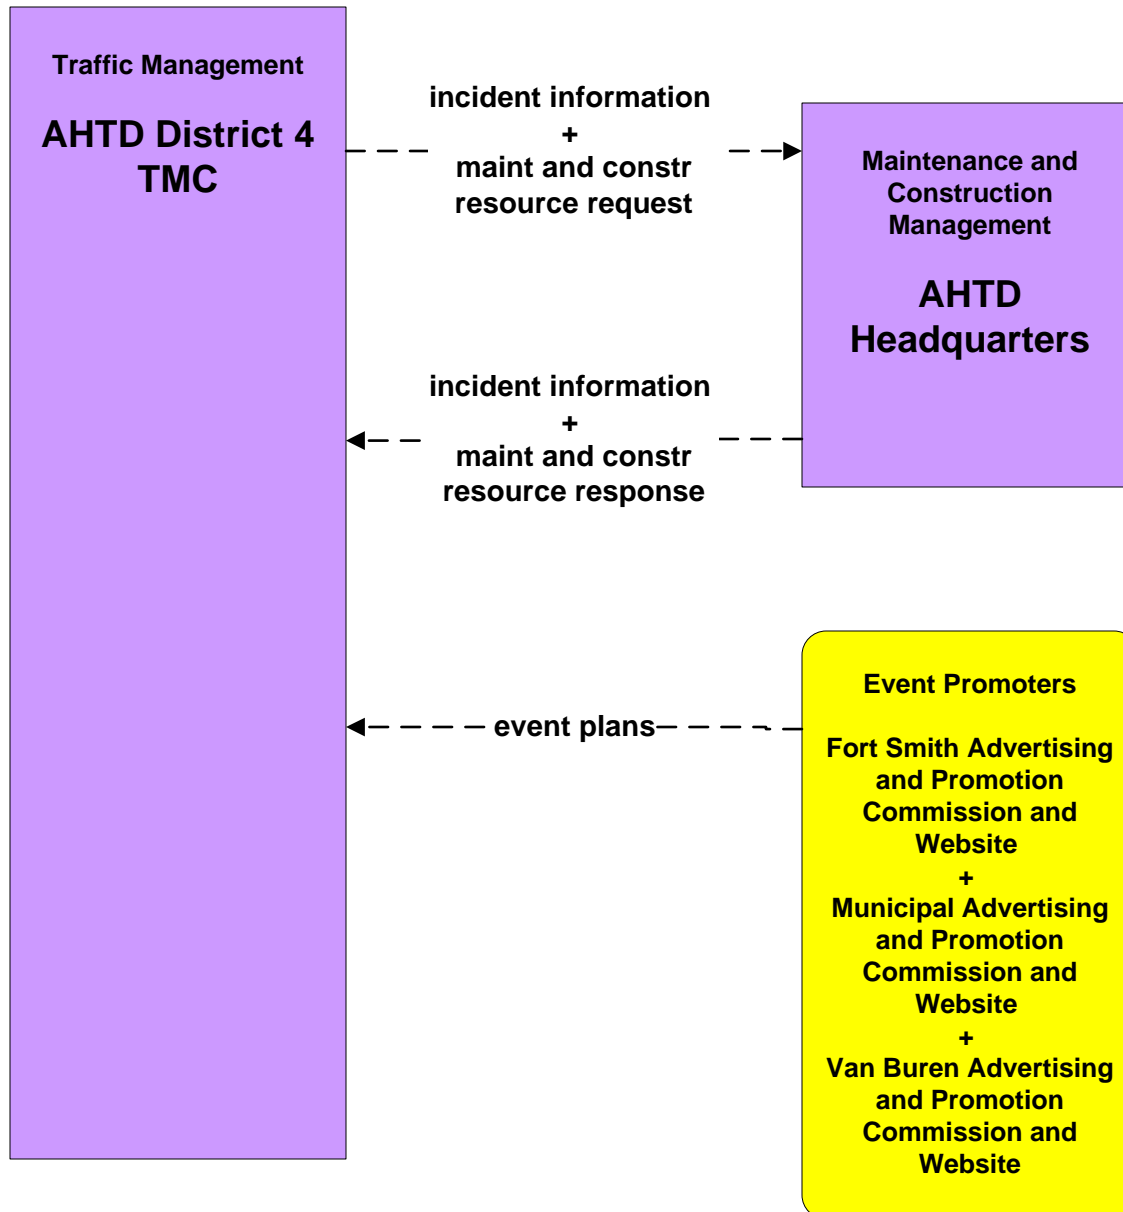 Traffic Management
AHTD District 4
TMC
incident information
+
maint and constr
resource request
Maintenance and
Construction
Management
AHTD
Headquarters
incident information
+
maint and constr
resource response
event plans
Event Promoters
Fort Smith Advertising
and Promotion
Commission and
Website
+
Municipal Advertising
and Promotion
Commission and
Website
+
Van Buren Advertising
and Promotion
Commission and
Website